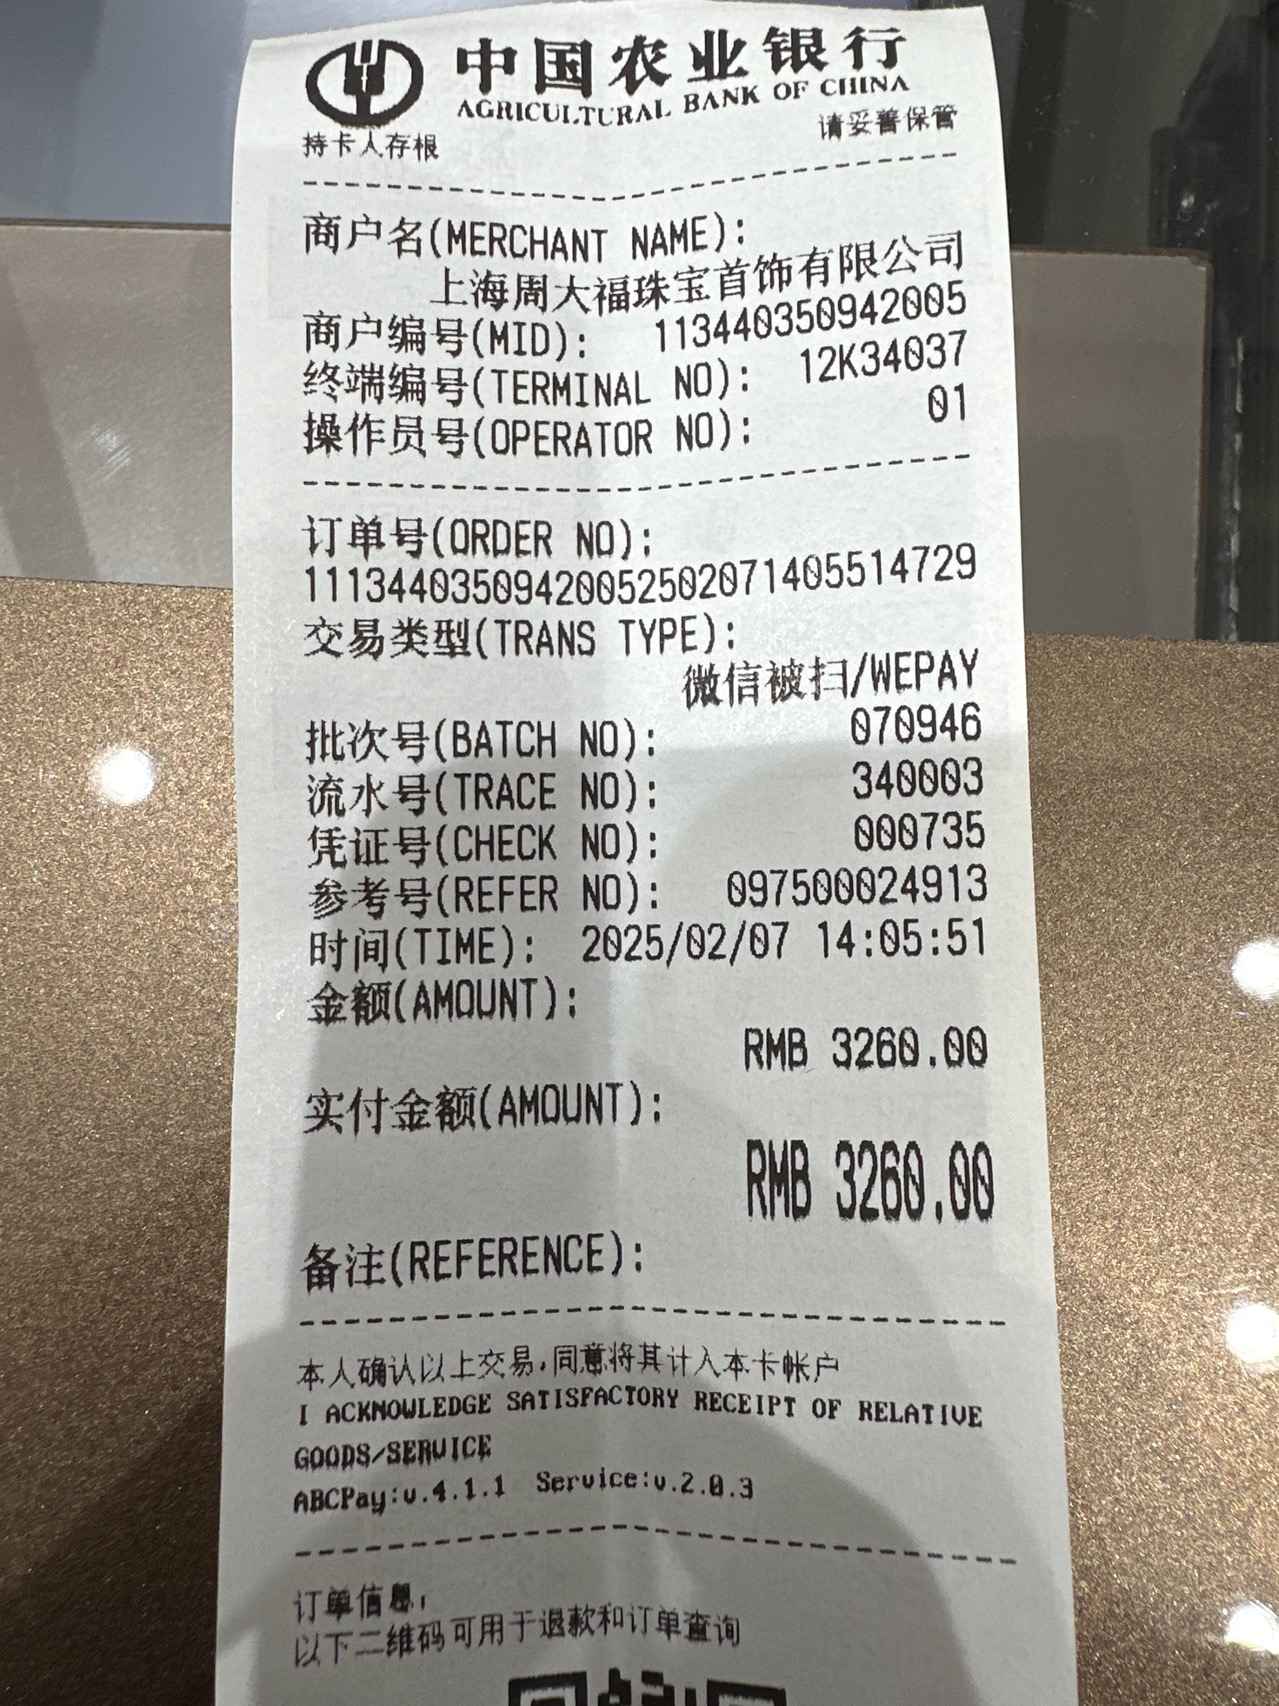 中国农业银行
AGRICULTURAL BANK OF CHINA
持卡人存根 请妥善保管
商户名(MERCHANT NAME):
上海周大福珠宝首饰有限公司
商户编号(MID): 113440350942005
终端编号(TERMINAL NO): 12K34037
操作员号(OPERATOR NO): 01
订单号(ORDER NO):
11134403509420052502071405514729
交易类型(TRANS TYPE):
微信被扫/WEPAY
批次号(BATCH NO): 070946
流水号(TRACE NO): 340003
凭证号(CHECK NO): 000735
参考号(REFER NO): 097500024913
时间(TIME): 2025/02/07 14:05:51
金额(AMOUNT):
RMB 3260.00
实付金额(AMOUNT):
RMB 3260.00
备注(REFERENCE):
本人确认以上交易,同意将其计入本卡帐户
I ACKNOWLEDGE SATISFACTORY RECEIPT OF RELATIVE
GOODS/SERVICE
ABCPay:v.4.1.1 Service:v.2.0.3
订单信息:
以下二维码可用于退款和订单查询